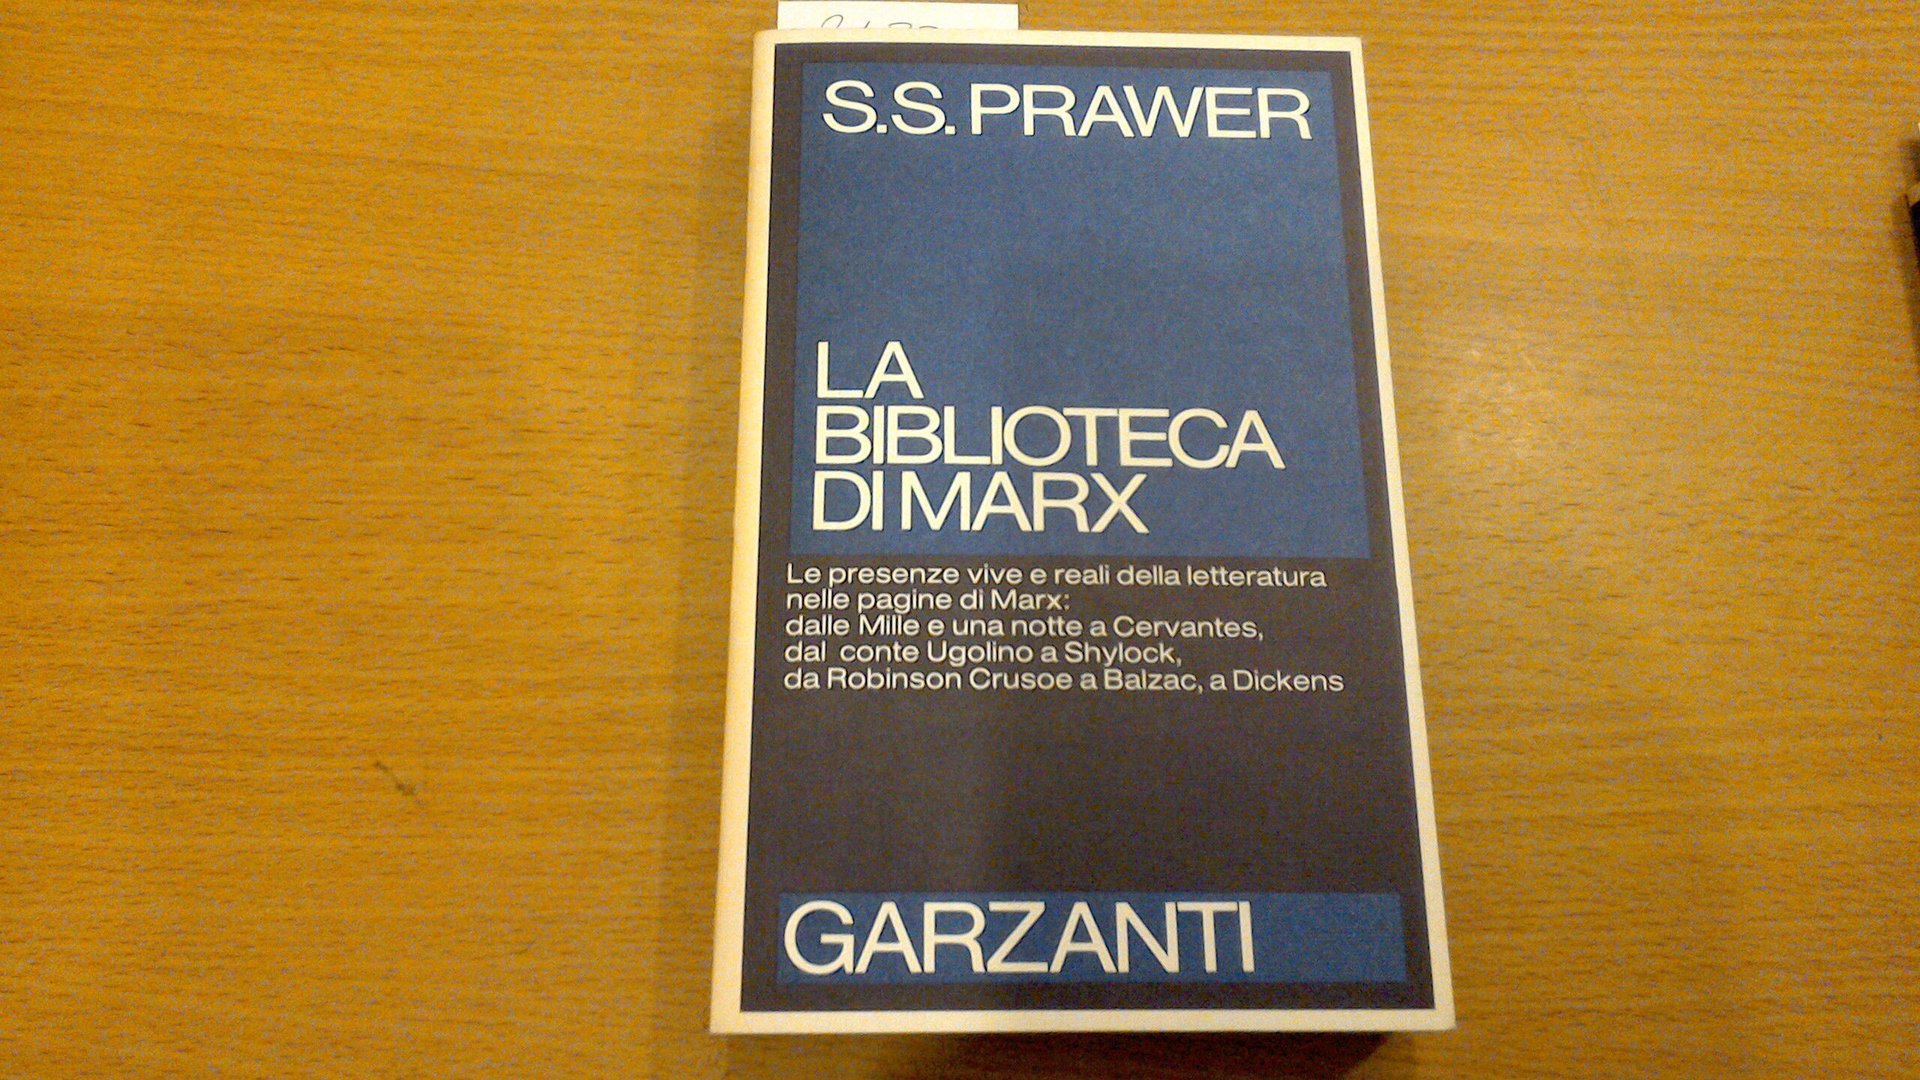 S.S. PRAWER
LA
BIBLIOTECA
DI MARX
Le presenze vive e reali della letteratura
nelle pagine di Marx:
dalle Mille e una notte a Cervantes,
dal conte Ugolino a Shylock,
da Robinson Crusoe a Balzac, a Dickens
GARZANTI